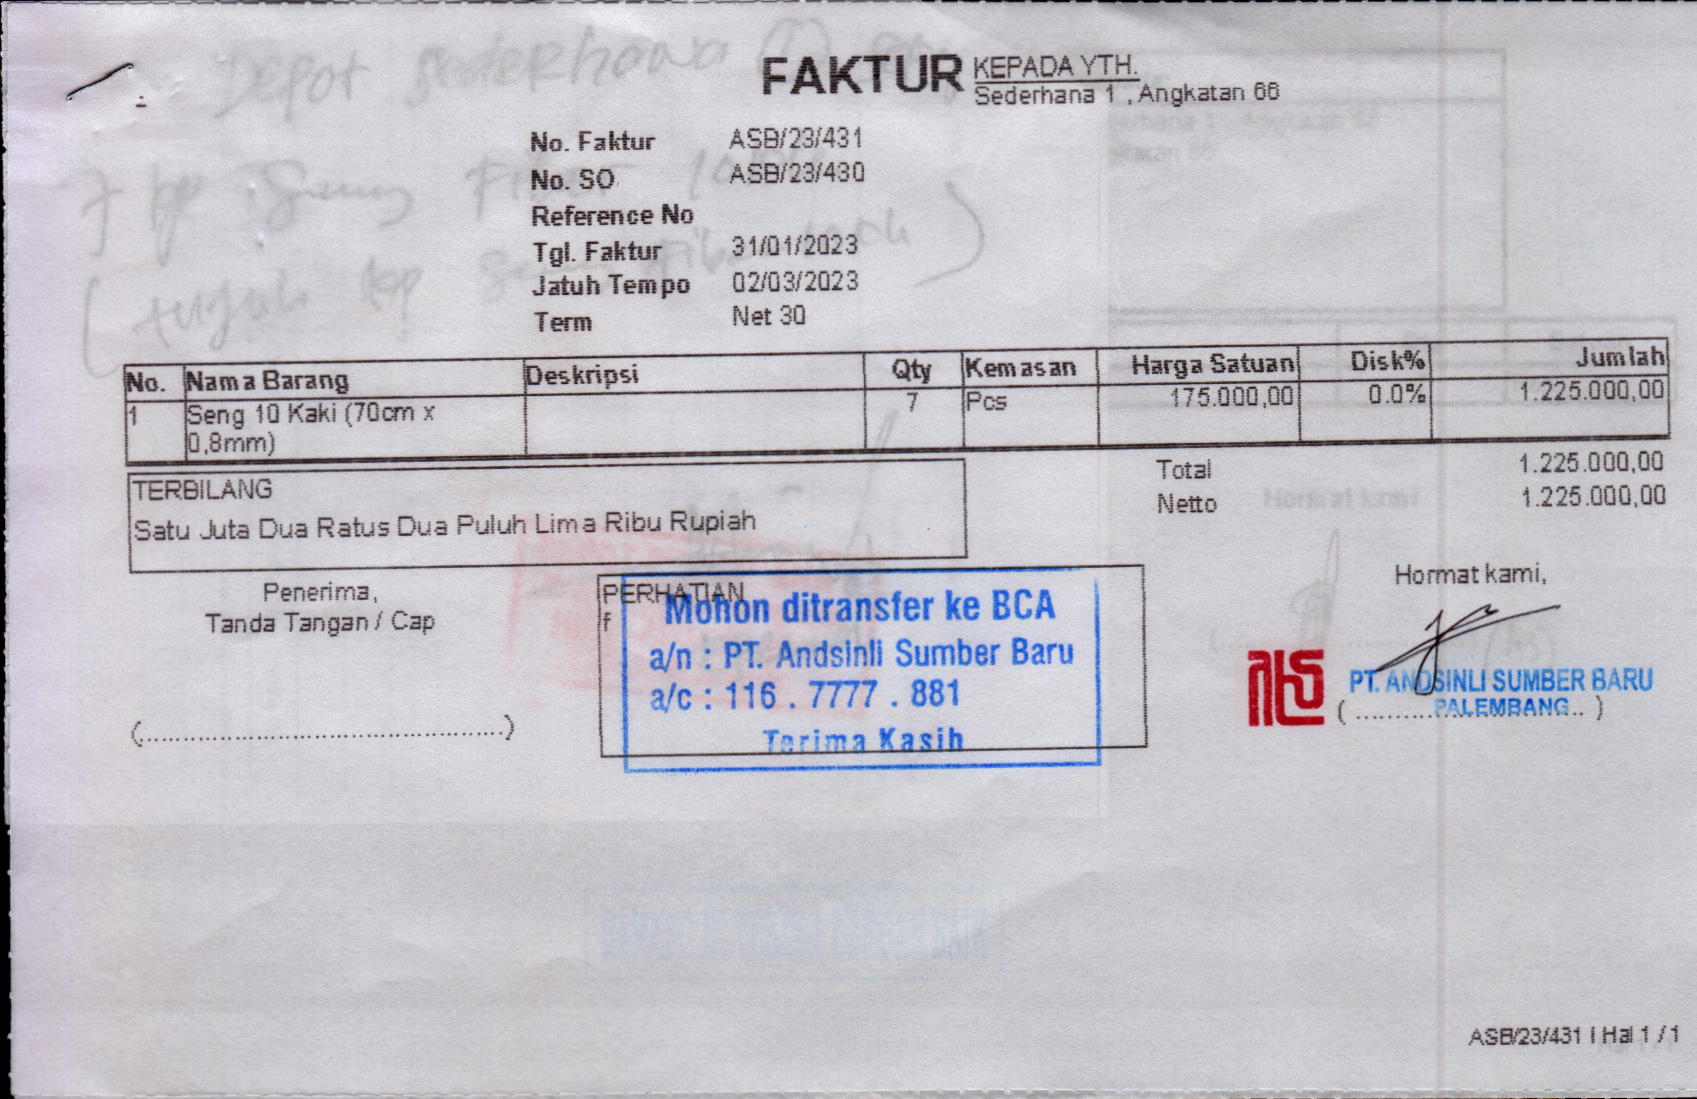 Depot Sederhana
FAKTUR
KEPADA YTH.
Sederhana 1 , Angkatan 66
No. Faktur ASB/23/431
No. SO ASB/23/430
Reference No
Tgl. Faktur 31/01/2023
Jatuh Tempo 02/03/2023
Term Net 30
No. Nama Barang Deskripsi Qty Kemasan Harga Satuan Disk% Jumlah
1 Seng 10 Kaki (70cm x 7 Pcs 175.000,00 0.0% 1.225.000,00
0,8mm)
Total 1.225.000,00
Netto 1.225.000,00
TERBILANG
Satu Juta Dua Ratus Dua Puluh Lima Ribu Rupiah
Penerima,
Tanda Tangan / Cap
(................................................)
PERHATIAN
f
Mohon ditransfer ke BCA
a/n : PT. Andsinli Sumber Baru
a/c : 116 . 7777 . 881
Terima Kasih
Hormat kami,
PT. ANDSINLI SUMBER BARU
PALEMBANG
ASB/23/431 | Hal 1 / 1